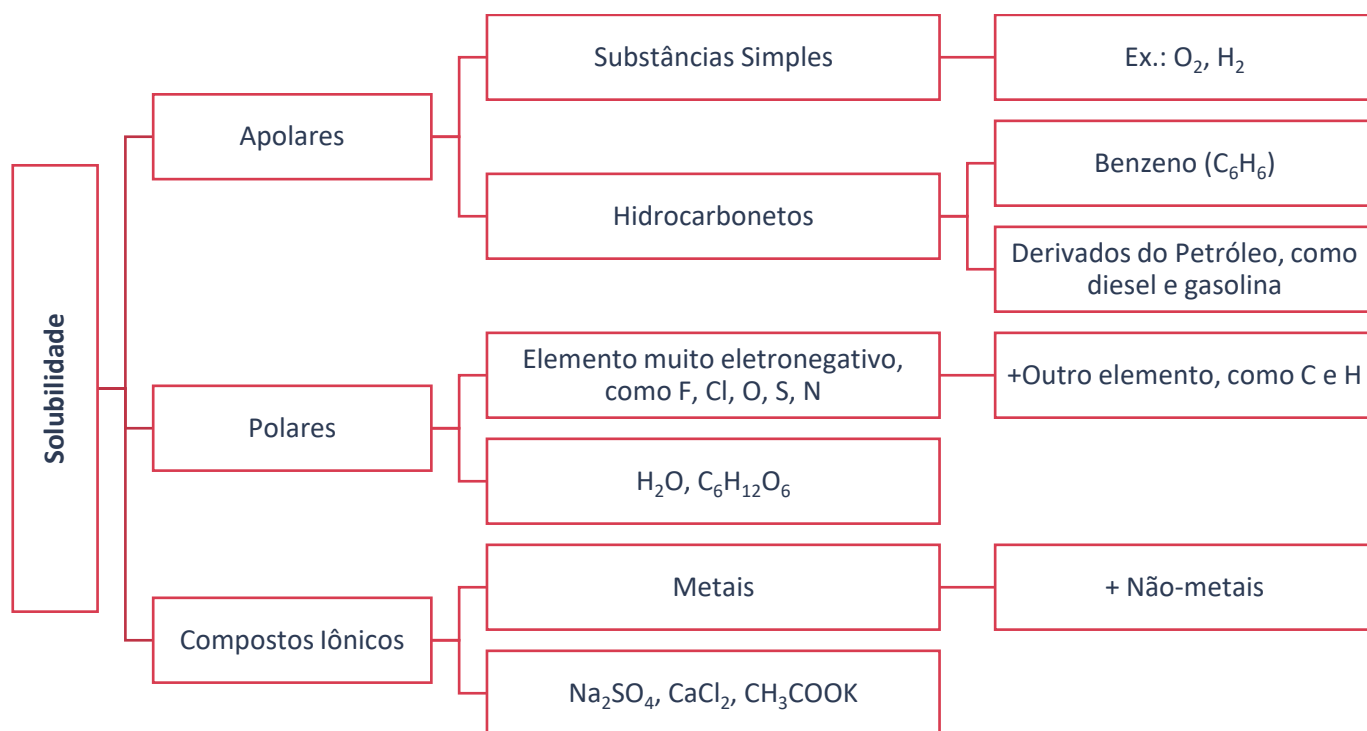 Solubilidade
Apolares
Substâncias Simples
Ex.: O₂, H₂
Hidrocarbonetos
Benzeno (C₆H₆)
Derivados do Petróleo, como
diesel e gasolina
Polares
Elemento muito eletronegativo,
como F, Cl, O, S, N
+Outro elemento, como C e H
H₂O, C₆H₁₂O₆
Compostos Iônicos
Metais
+ Não-metais
Na₂SO₄, CaCl₂, CH₃COOK